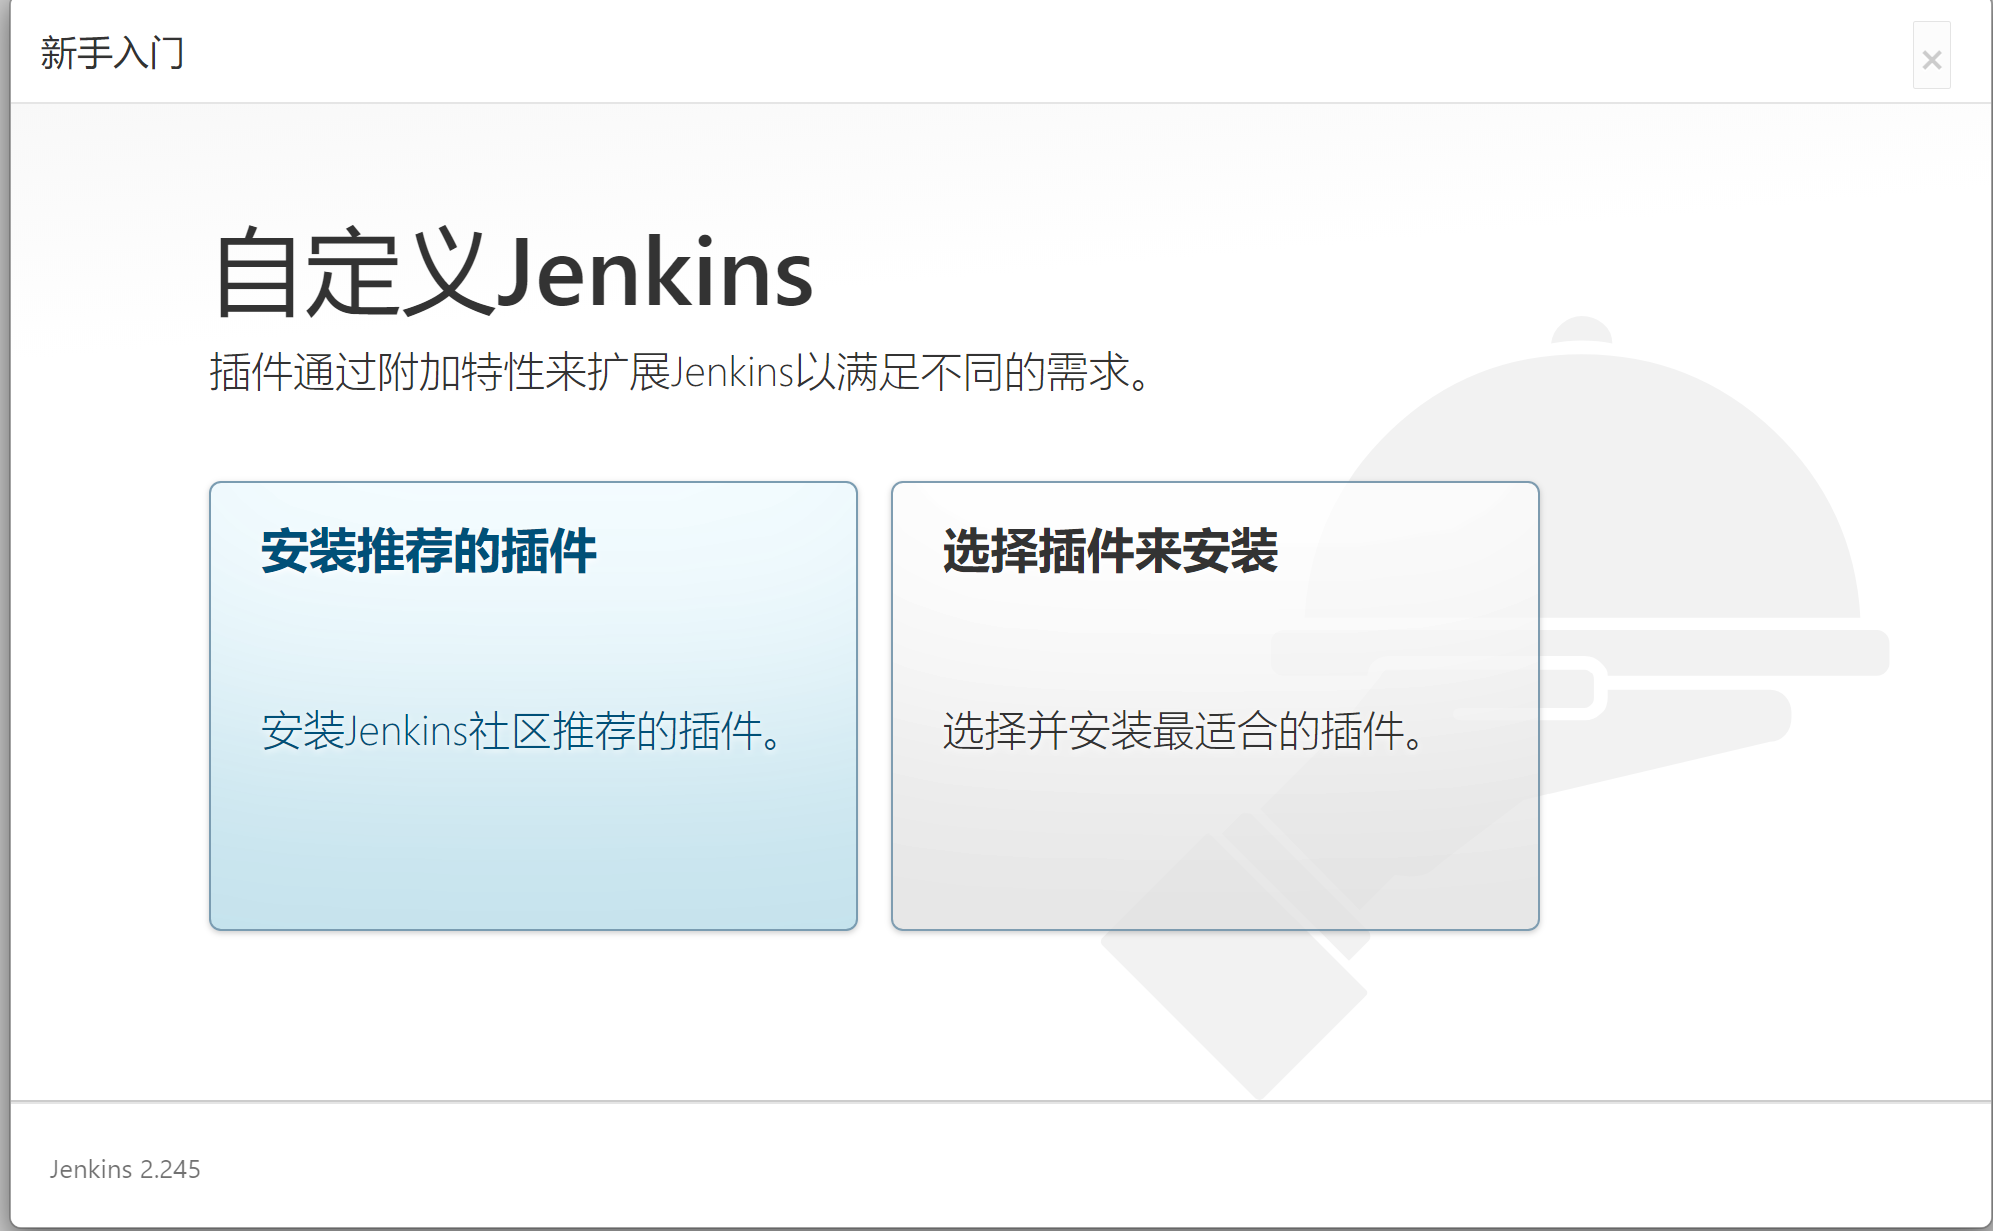 新手入门
自定义Jenkins
插件通过附加特性来扩展Jenkins以满足不同的需求。
安装推荐的插件
安装Jenkins社区推荐的插件。
选择插件来安装
选择并安装最适合的插件。
Jenkins 2.245